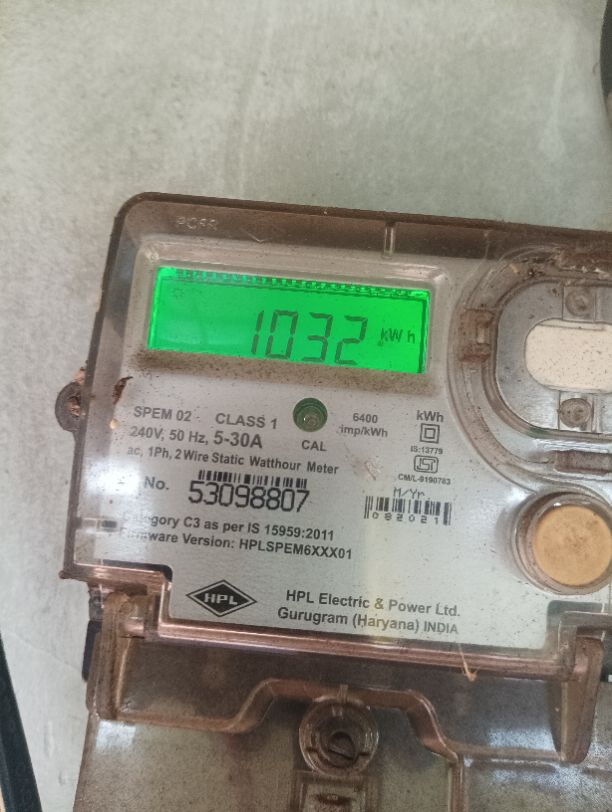 1032 kWh
SPEM 02 CLASS 1
240V, 50 Hz, 5-30A
ac, 1Ph, 2 Wire Static Watthour Meter
CAL
6400
imp/kWh
kWh
IS:13779
CM/L-9190783
No. 53098807
M/Yr
082021
Category C3 as per IS 15959:2011
Firmware Version: HPLSPEM6XXX01
HPL
HPL Electric & Power Ltd.
Gurugram (Haryana) INDIA